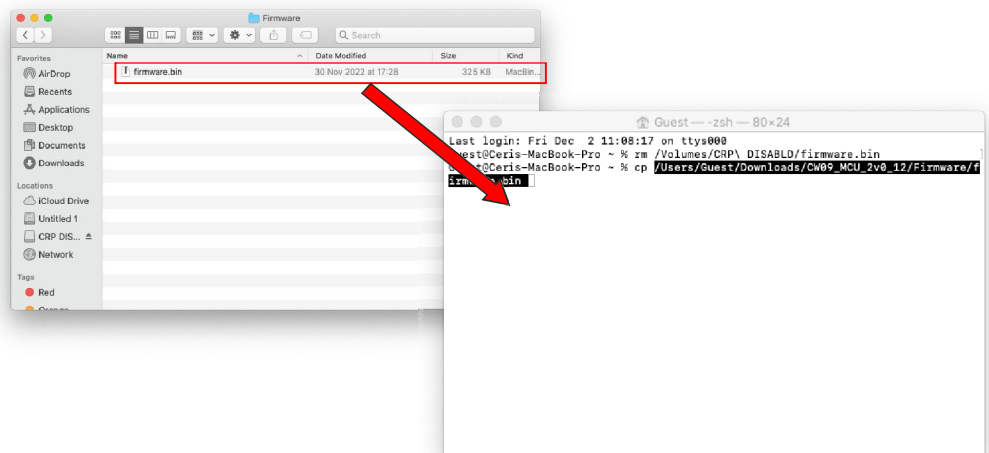 Firmware
Search
Favorites
AirDrop
Recents
Applications
Desktop
Documents
Downloads
Locations
iCloud Drive
Untitled 1
CRP DIS...
Network
Tags
Red
Orange
Name Date Modified Size Kind
firmware.bin 30 Nov 2022 at 17:28 325 KB MacBin...
Guest — -zsh — 80×24
Last login: Fri Dec 2 11:08:17 on ttys000
Guest@Ceris-MacBook-Pro ~ % rm /Volumes/CRP\ DISABLD/firmware.bin
Guest@Ceris-MacBook-Pro ~ % cp /Users/Guest/Downloads/CW09_MCU_2v0_12/Firmware/f
irmware.bin